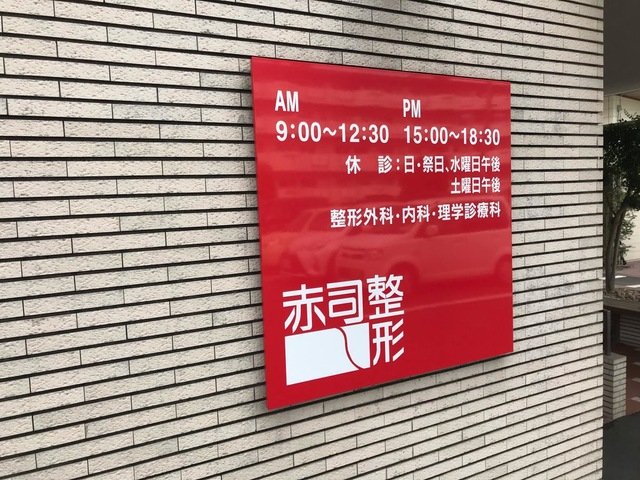 AM PM
9:00～12:30 15:00～18:30
休 診：日・祭日、水曜日午後
土曜日午後
整形外科・内科・理学診療科
赤司整形